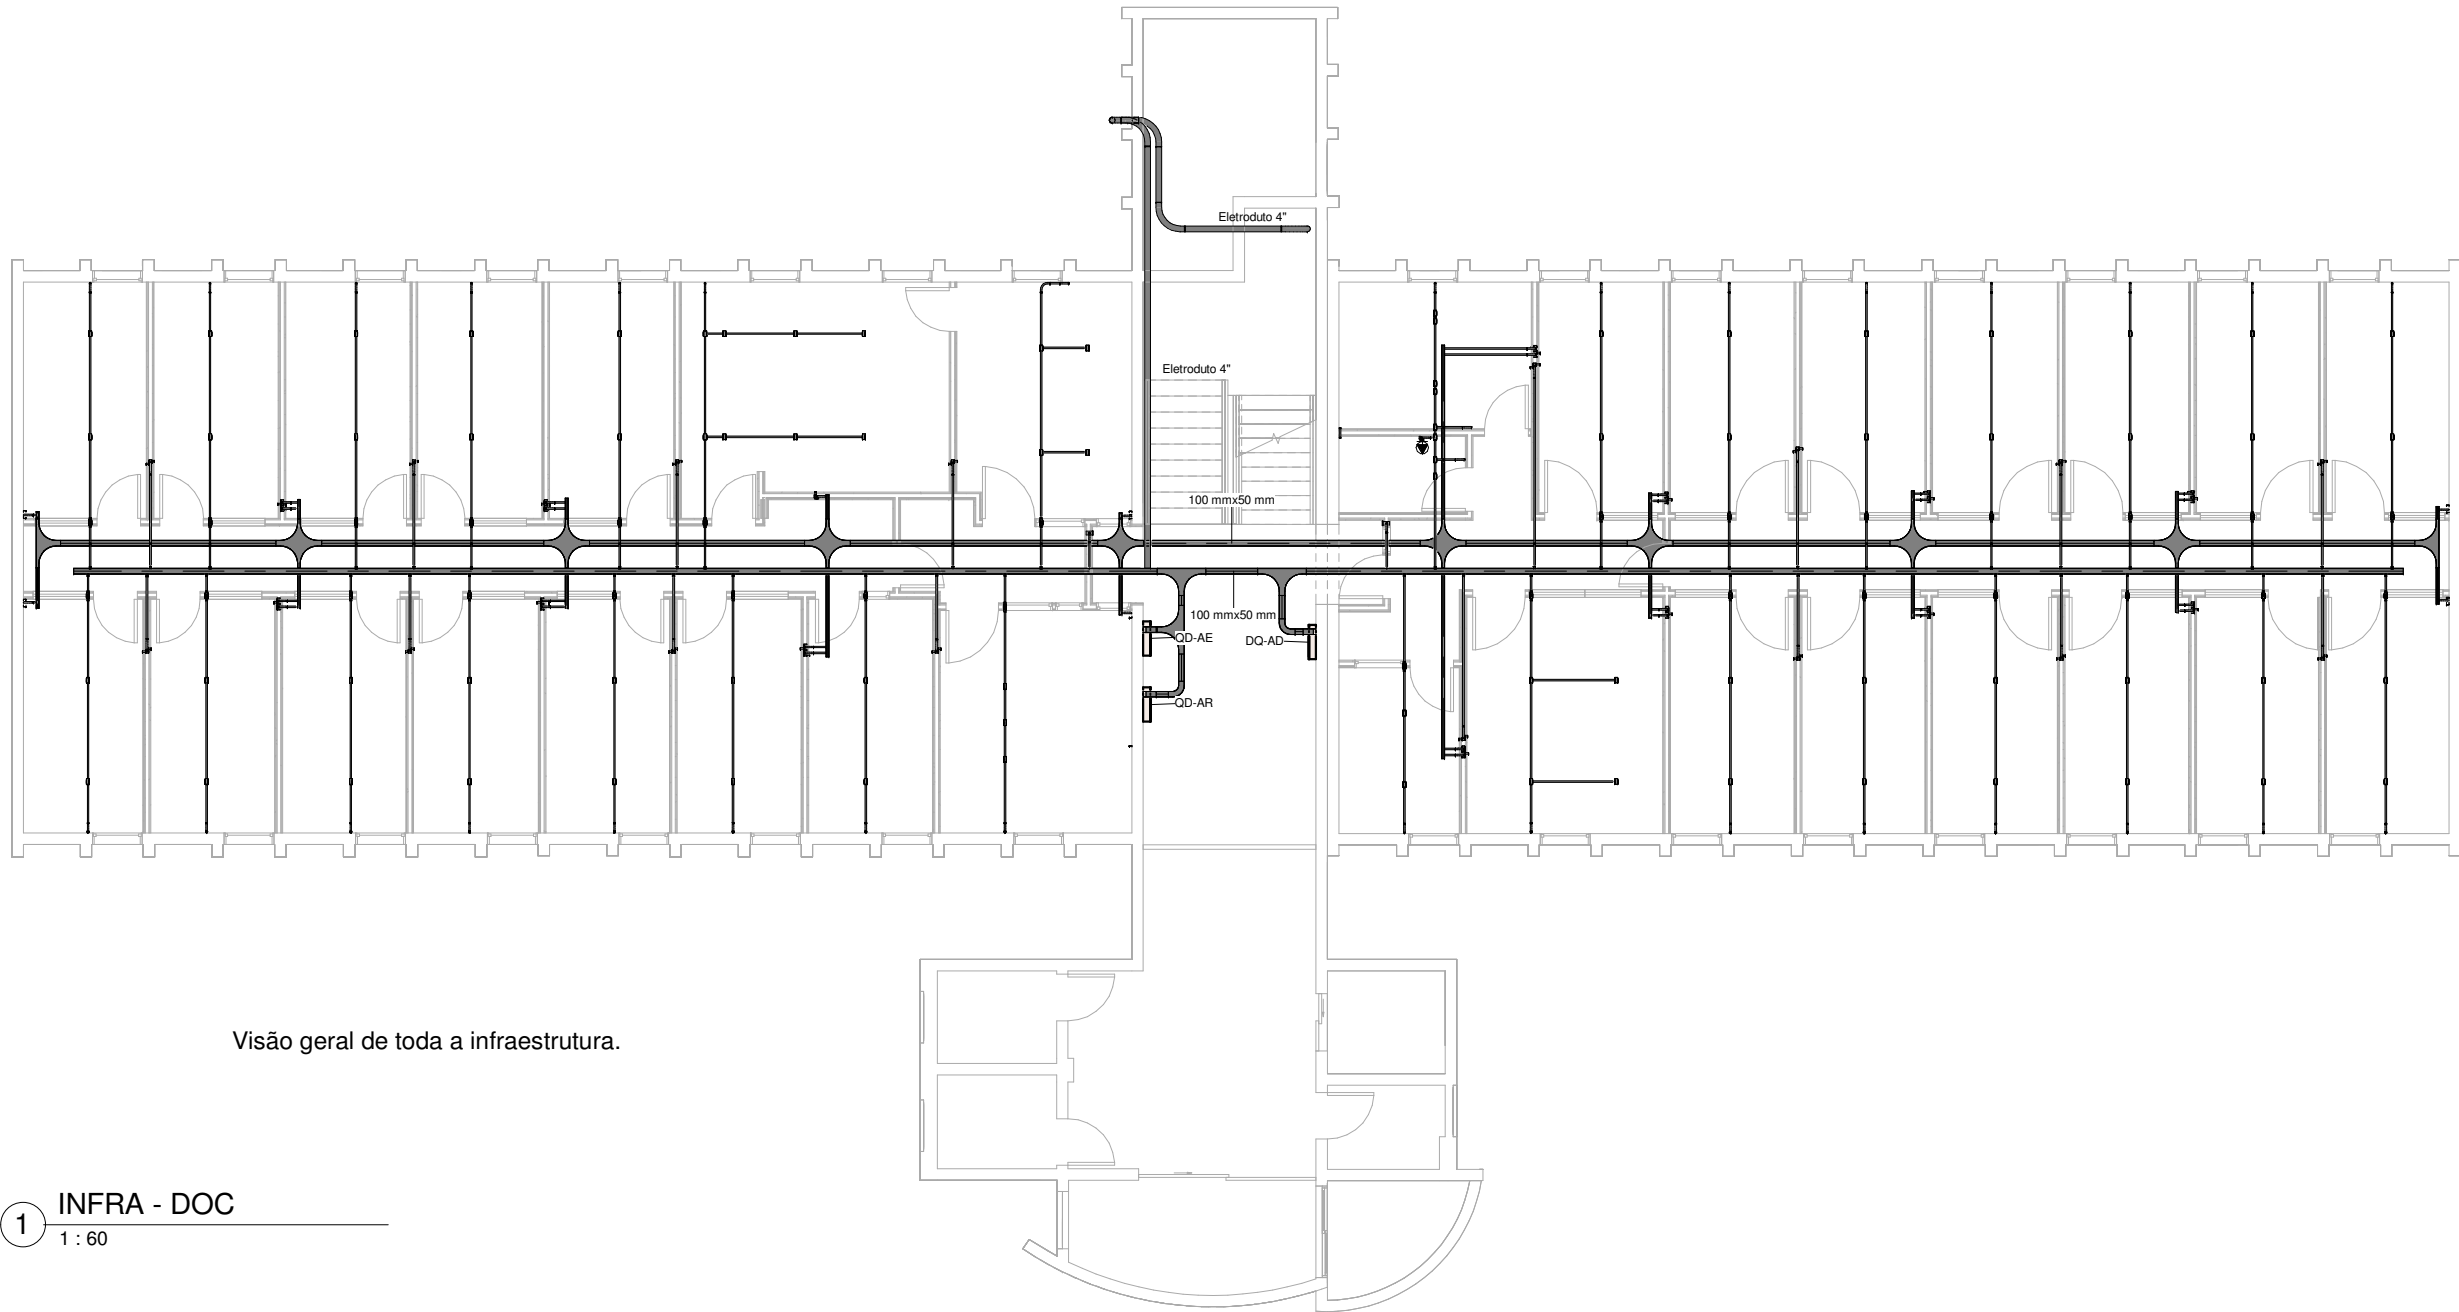 Eletroduto 4"
Eletroduto 4"
100 mmx50 mm
100 mmx50 mm
QD-AE
DQ-AD
QD-AR
Visão geral de toda a infraestrutura.
1
INFRA - DOC
1 : 60